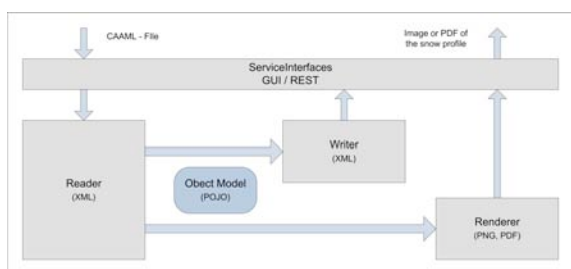 CAAML - File
Image or PDF of
the snow profile
ServiceInterfaces
GUI / REST
Writer
(XML)
Reader
(XML)
Obect Model
(POJO)
Renderer
(PNG, PDF)